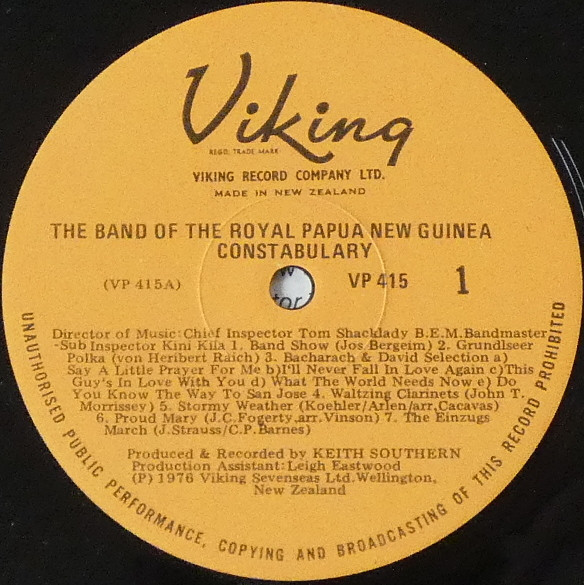 Viking
REGD. TRADE MARK
VIKING RECORD COMPANY LTD.
MADE IN NEW ZEALAND
THE BAND OF THE ROYAL PAPUA NEW GUINEA
CONSTABULARY
(VP 415A)
VP 415
1
Director of Music:Chief Inspector Tom Shacklady B.E.M.Bandmaster
-Sub Inspector Kini Kila 1. Band Show (Jos Bergeim) 2. Grundlseer
Polka (von Heribert Raich) 3. Bacharach & David Selection a)
Say A Little Prayer For Me b)I'll Never Fall In Love Again c)This
Guy's In Love With You d) What The World Needs Now e) Do
You Know The Way To San Jose 4. Waltzing Clarinets (John T.
Morrissey) 5. Stormy Weather (Koehler/Arlen/arr,Cacavas)
6. Proud Mary (J.C.Fogerty,arr.Vinson) 7. The Einzugs
March (J.Strauss/C.P.Barnes)
Produced & Recorded by KEITH SOUTHERN
Production Assistant:Leigh Eastwood
(P) 1976 Viking Sevenseas Ltd.Wellington,
New Zealand
UNAUTHORISED PUBLIC PERFORMANCE, COPYING AND BROADCASTING OF THIS RECORD PROHIBITED